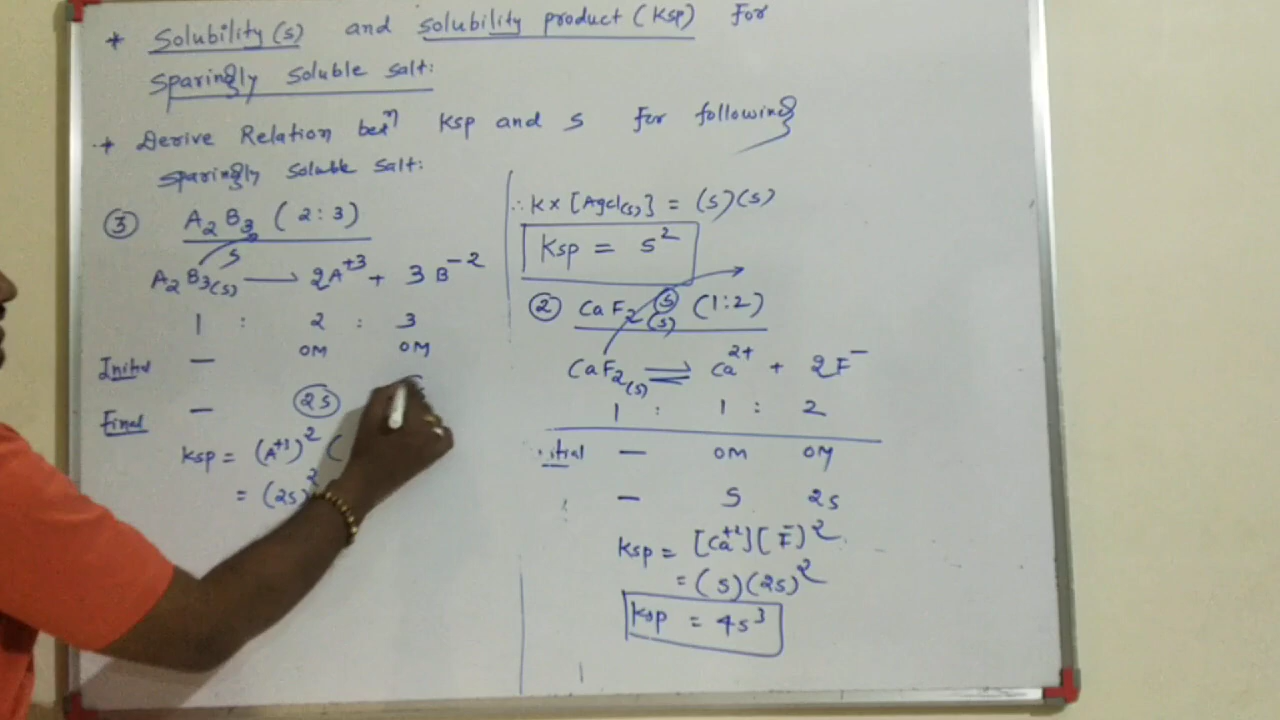 * Solubility (s) and solubility product (Ksp) For
Sparingly Soluble Salt:
* Derive Relation betⁿ Ksp and S For following
Sparingly Soluble Salt:
③ A₂B₃ (2:3)
S
A₂B₃(s) → 2A⁺³ + 3B⁻²
1 : 2 : 3
Initial — 0M 0M
Final — 2S
Ksp = (A⁺³)² (
= (2S)²
∴ K × [AgCl(s)] = (S)(S)
Ksp = S²
② CaF₂(s) S (1:2)
CaF₂(s) ⇌ Ca²⁺ + 2F⁻
1 : 1 : 2
itial — 0M 0M
— S 2S
Ksp = [Ca⁺²][F⁻)²
= (S)(2S)²
Ksp = 4S³